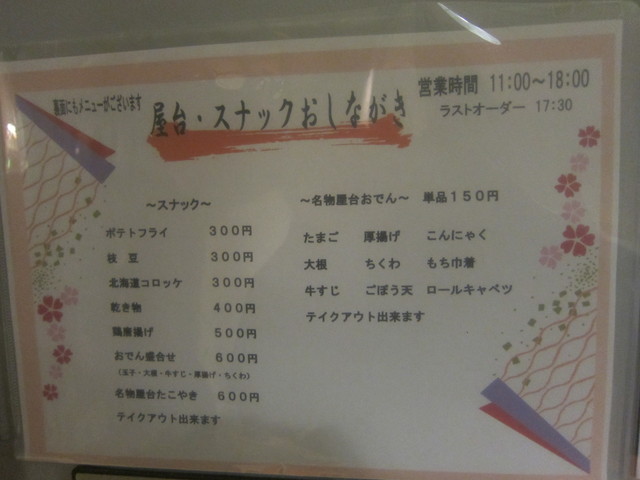 裏面にもメニューがございます
屋台・スナックおしながき
営業時間 11:00～18:00
ラストオーダー 17:30
～スナック～
ポテトフライ 300円
枝豆 300円
北海道コロッケ 300円
乾き物 400円
鶏唐揚げ 500円
おでん盛合せ 600円
（玉子・大根・牛すじ・厚揚げ・ちくわ）
名物屋台たこやき 600円
テイクアウト出来ます
～名物屋台おでん～ 単品150円
たまご 厚揚げ こんにゃく
大根 ちくわ もち巾着
牛すじ ごぼう天 ロールキャベツ
テイクアウト出来ます